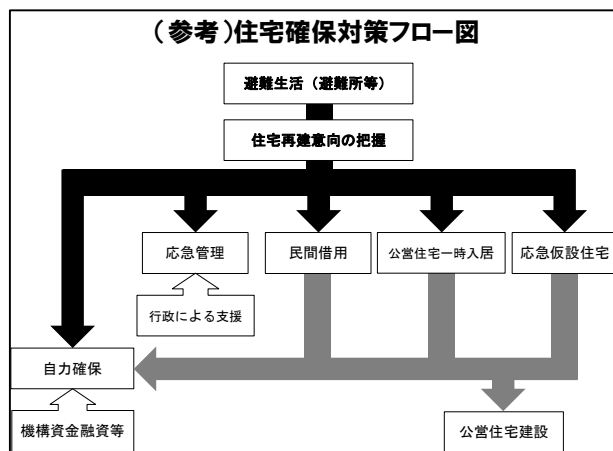 （参考）住宅確保対策フロー図
避難生活（避難所等）
住宅再建意向の把握
応急管理
民間借用
公営住宅一時入居
応急仮設住宅
行政による支援
自力確保
機構資金融資等
公営住宅建設